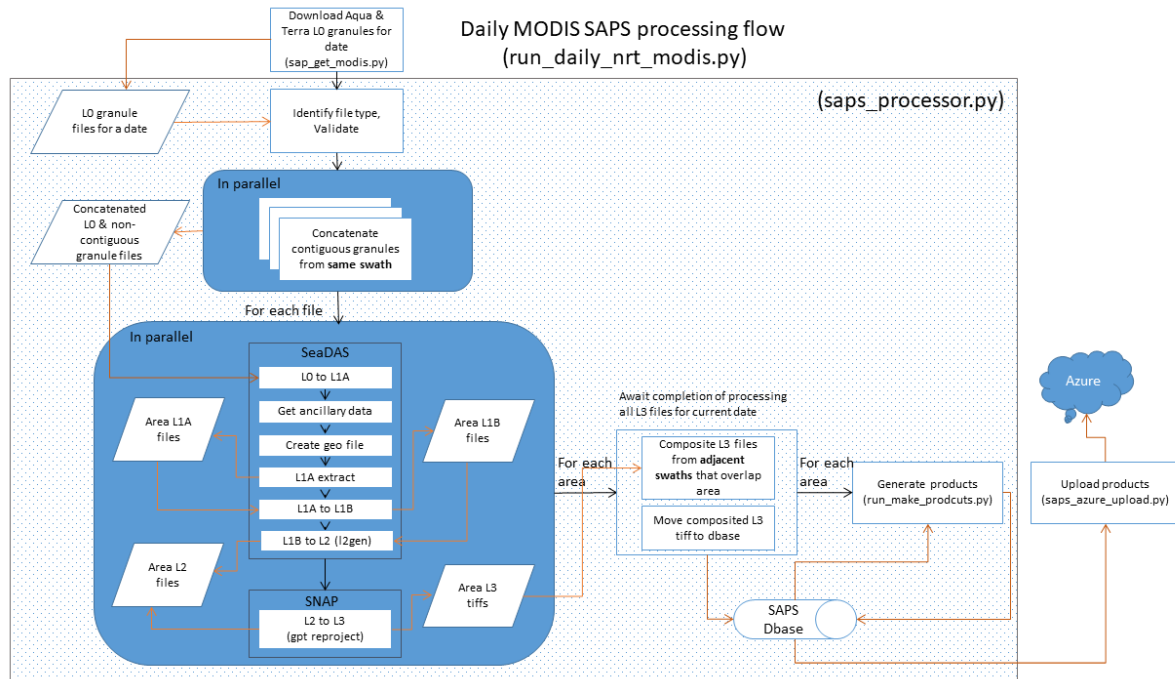 Daily MODIS SAPS processing flow
(run_daily_nrt_modis.py)
Download Aqua &
Terra L0 granules for
date
(sap_get_modis.py)
(saps_processor.py)
L0 granule
files for a date
Identify file type,
Validate
In parallel
Concatenate
contiguous granules
from same swath
Concatenated
L0 & non-
contiguous
granule files
For each file
In parallel
SeaDAS
L0 to L1A
Get ancillary data
Create geo file
L1A extract
L1A to L1B
L1B to L2 (l2gen)
Area L1A
files
Area L1B
files
Area L2
files
SNAP
L2 to L3
(gpt reproject)
Area L3
tiffs
For each
area
Await completion of processing
all L3 files for current date
Composite L3 files
from adjacent
swaths that overlap
area
Move composited L3
tiff to dbase
For each
area
Generate products
(run_make_prodcuts.py)
SAPS
Dbase
Azure
Upload products
(saps_azure_upload.py)